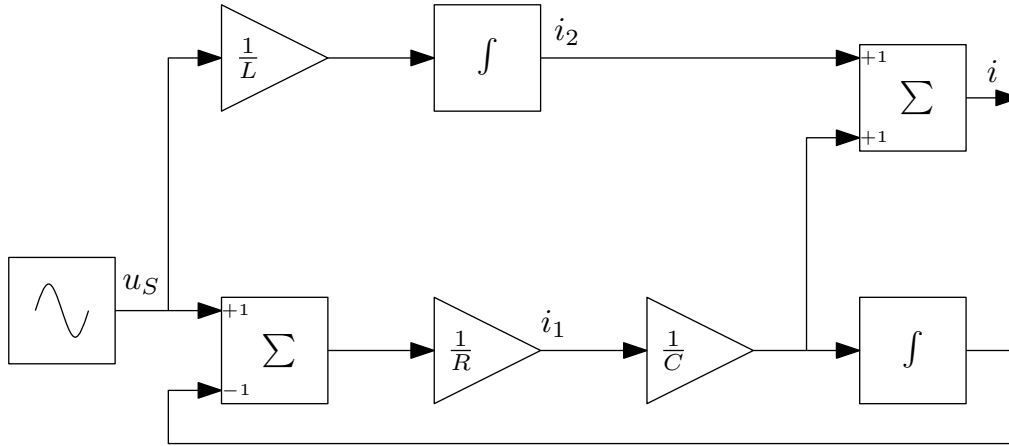 1/L
∫
i₂
+1
∑
+1
i
u_S
+1
∑
-1
1/R
i₁
1/C
∫